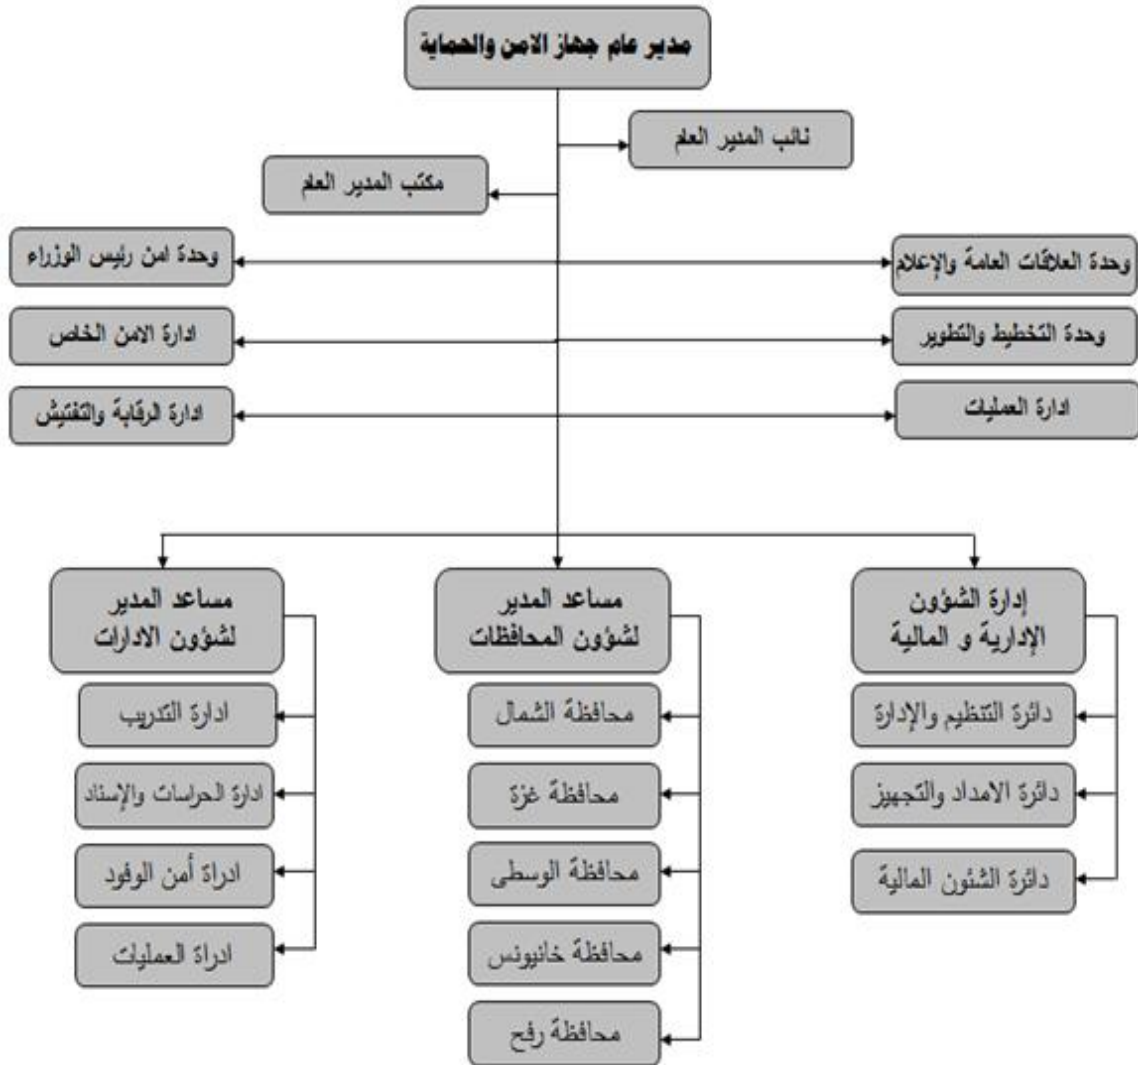 مدير عام جهاز الامن والحماية
نائب المدير العام
مكتب المدير العام
وحدة العلاقات العامة والإعلام
وحدة امن رئيس الوزراء
وحدة التخطيط والتطوير
ادارة الامن الخاص
ادارة العمليات
ادارة الرقابة والتفتيش
إدارة الشؤون
الإدارية و المالية
دائرة التنظيم والإدارة
دائرة الامداد والتجهيز
دائرة الشئون المالية
مساعد المدير
لشؤون المحافظات
محافظة الشمال
محافظة غزة
محافظة الوسطى
محافظة خانيونس
محافظة رفح
مساعد المدير
لشؤون الادارات
ادارة التدريب
ادارة الحراسات والإسناد
ادراة أمن الوفود
ادراة العمليات